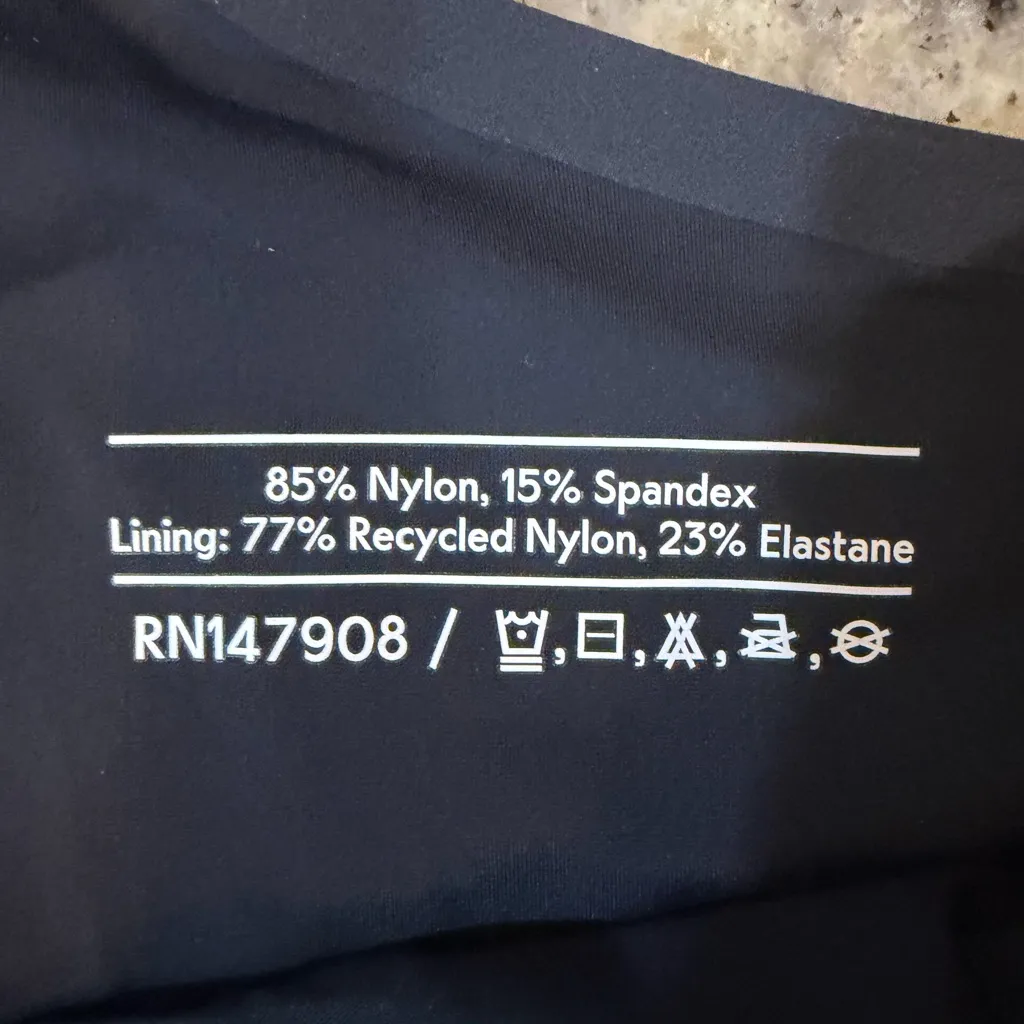 85% Nylon, 15% Spandex
Lining: 77% Recycled Nylon, 23% Elastane
RN147908 / , , , ,